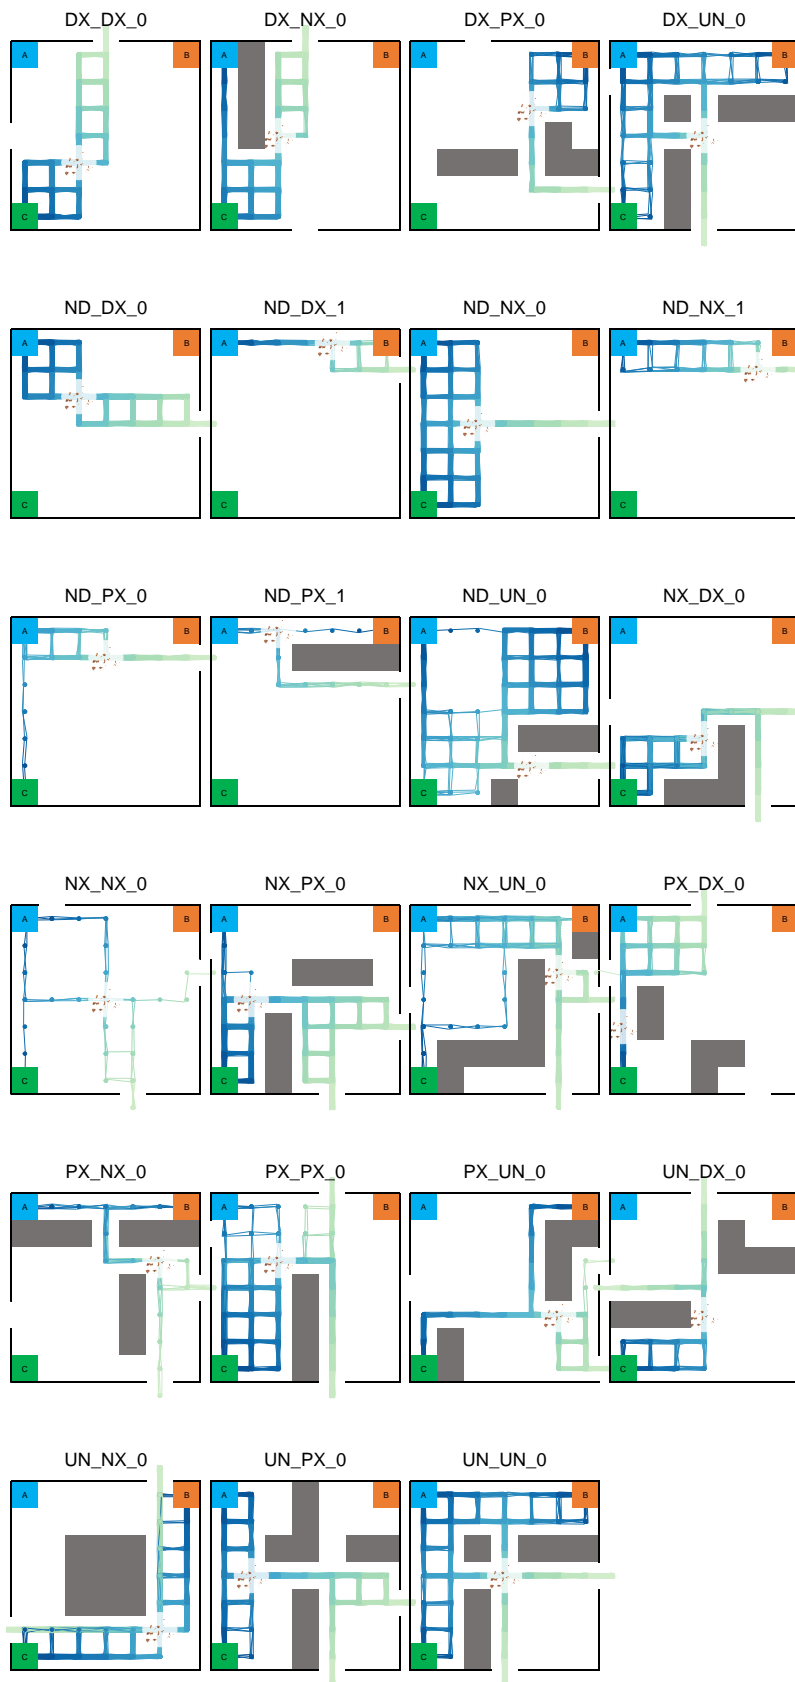 DX_DX_0 DX_NX_0 DX_PX_0 DX_UN_0
A B A B A B A B
C C C C
ND_DX_0 ND_DX_1 ND_NX_0 ND_NX_1
A B A B A B A B
C C C C
ND_PX_0 ND_PX_1 ND_UN_0 NX_DX_0
A B A B A B A B
C C C C
NX_NX_0 NX_PX_0 NX_UN_0 PX_DX_0
A B A B A B A B
C C C C
PX_NX_0 PX_PX_0 PX_UN_0 UN_DX_0
A B A B A B A B
C C C C
UN_NX_0 UN_PX_0 UN_UN_0
A B A B A B
C C C